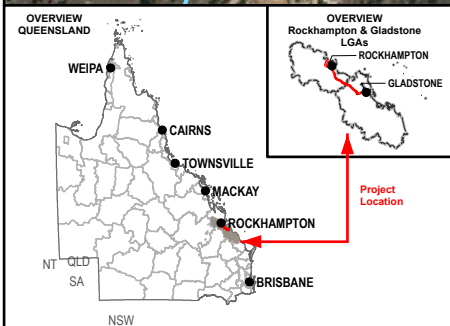 OVERVIEW
QUEENSLAND
WEIPA
CAIRNS
TOWNSVILLE
MACKAY
ROCKHAMPTON
BRISBANE
NT
QLD
SA
NSW
OVERVIEW
Rockhampton & Gladstone
LGAs
ROCKHAMPTON
GLADSTONE
Project
Location